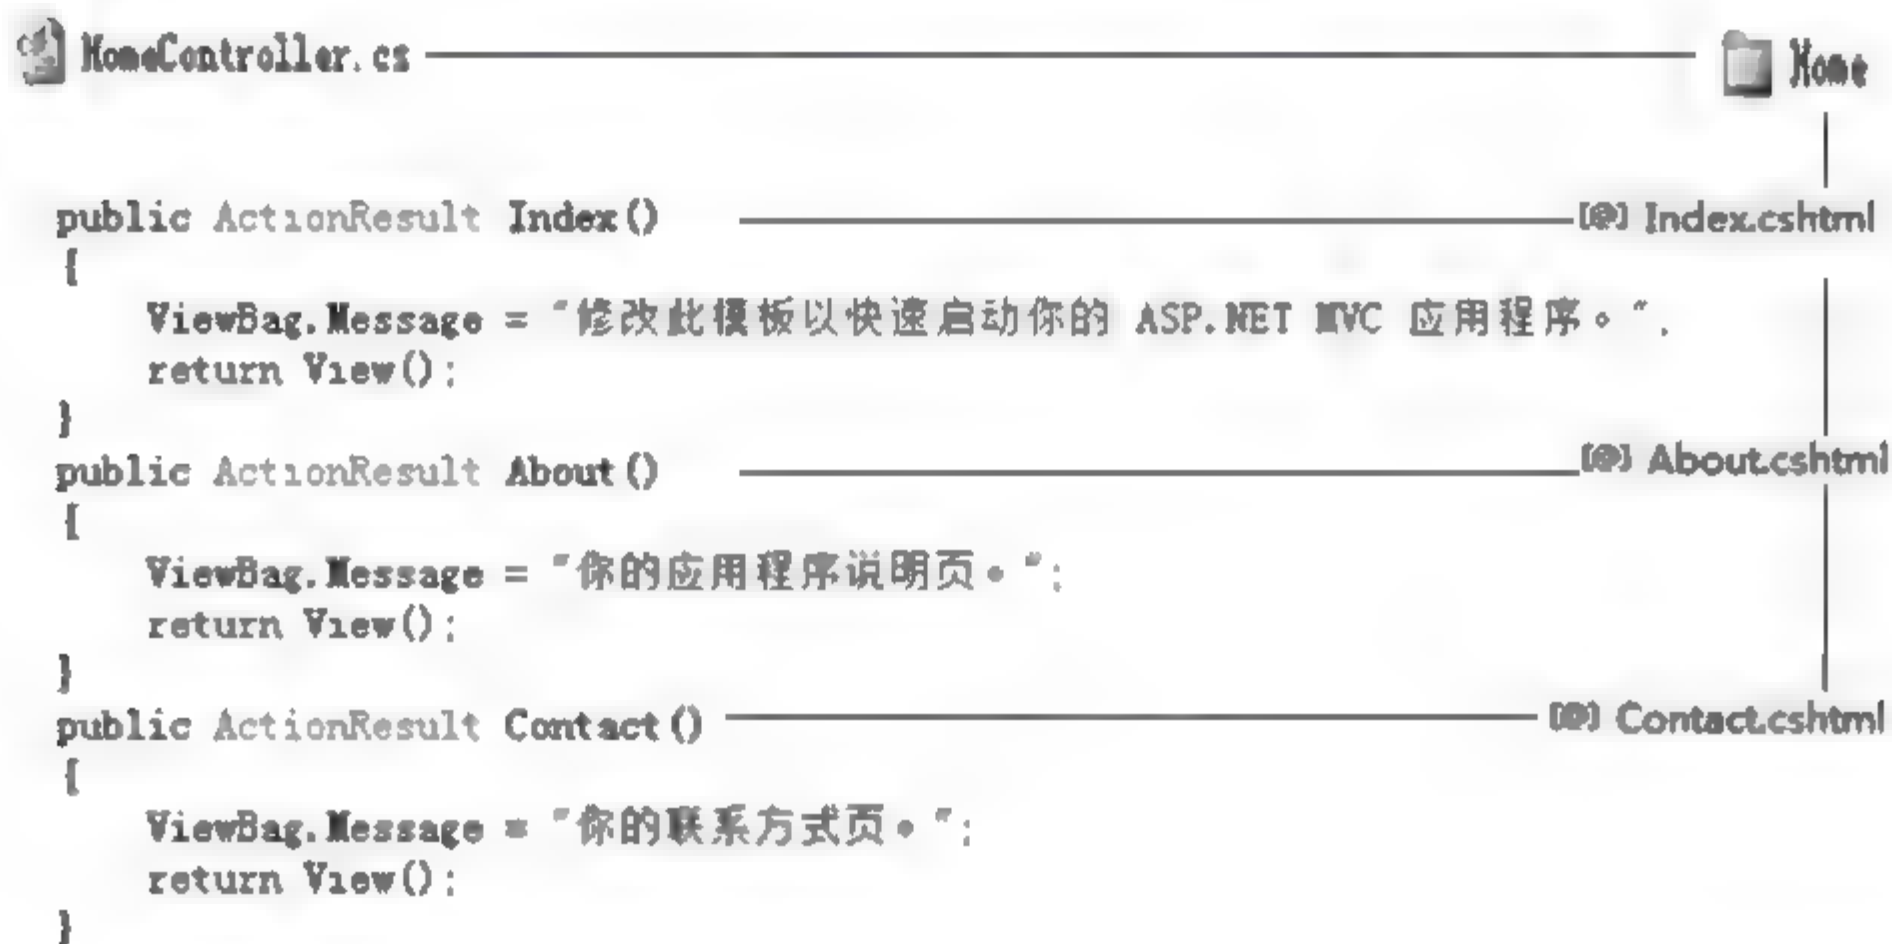 HomeController.cs Home
public ActionResult Index() [@] Index.cshtml
{
ViewBag.Message = "修改此模板以快速启动你的 ASP.NET MVC 应用程序。";
return View();
}
public ActionResult About() [@] About.cshtml
{
ViewBag.Message = "你的应用程序说明页。";
return View();
}
public ActionResult Contact() [@] Contact.cshtml
{
ViewBag.Message = "你的联系方式页。";
return View();
}